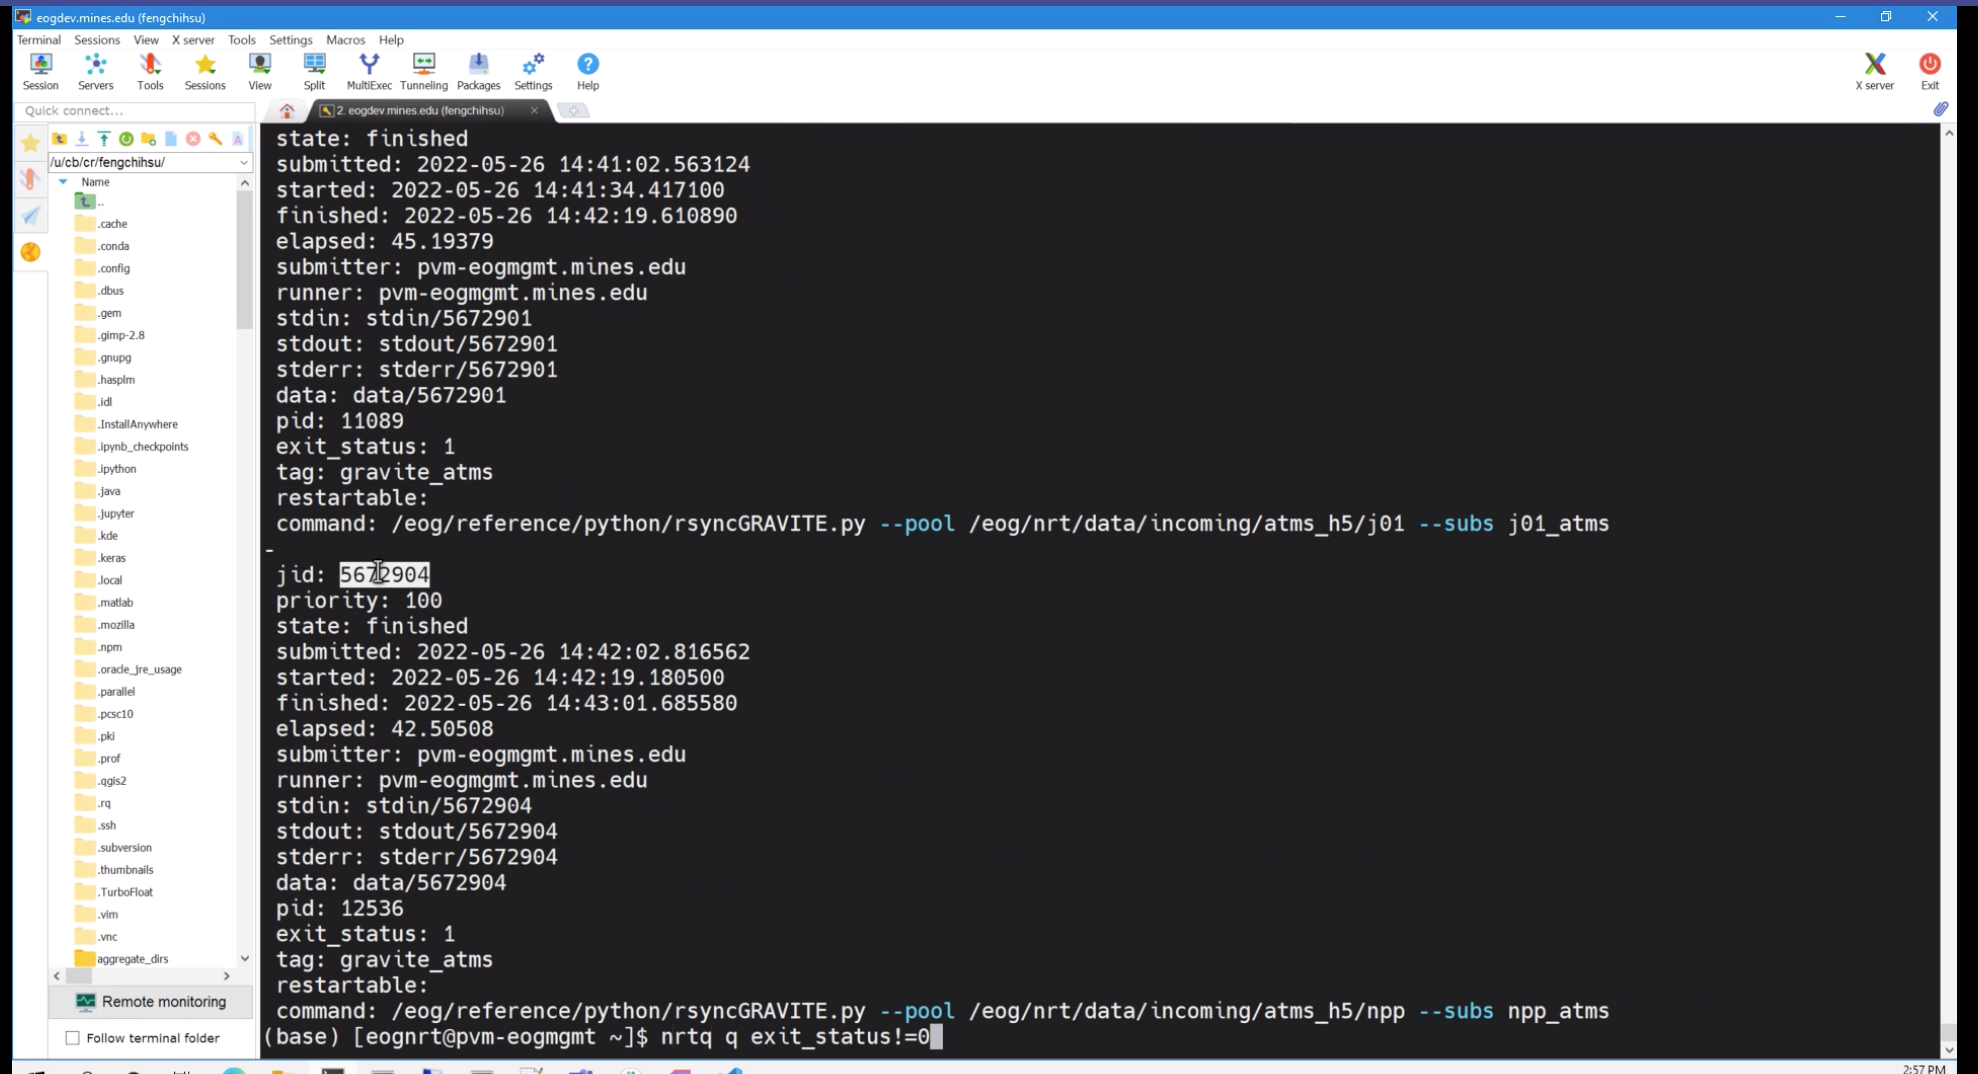 eogdev.mines.edu (fengchihsu)
Terminal Sessions View X server Tools Settings Macros Help
Session Servers Tools Sessions View Split MultiExec Tunneling Packages Settings Help X server Exit
Quick connect...
2. eogdev.mines.edu (fengchihsu)
/u/cb/cr/fengchihsu/
Name
..
.cache
.conda
.config
.dbus
.gem
.gimp-2.8
.gnupg
.hasplm
.idl
.InstallAnywhere
.ipynb_checkpoints
.ipython
.java
.jupyter
.kde
.keras
.local
.matlab
.mozilla
.npm
.oracle_jre_usage
.parallel
.pcsc10
.pki
.prof
.qgis2
.rq
.ssh
.subversion
.thumbnails
.TurboFloat
.vim
.vnc
aggregate_dirs
Remote monitoring
Follow terminal folder
state: finished
submitted: 2022-05-26 14:41:02.563124
started: 2022-05-26 14:41:34.417100
finished: 2022-05-26 14:42:19.610890
elapsed: 45.19379
submitter: pvm-eogmgmt.mines.edu
runner: pvm-eogmgmt.mines.edu
stdin: stdin/5672901
stdout: stdout/5672901
stderr: stderr/5672901
data: data/5672901
pid: 11089
exit_status: 1
tag: gravite_atms
restartable:
command: /eog/reference/python/rsyncGRAVITE.py --pool /eog/nrt/data/incoming/atms_h5/j01 --subs j01_atms
-
jid: 5672904
priority: 100
state: finished
submitted: 2022-05-26 14:42:02.816562
started: 2022-05-26 14:42:19.180500
finished: 2022-05-26 14:43:01.685580
elapsed: 42.50508
submitter: pvm-eogmgmt.mines.edu
runner: pvm-eogmgmt.mines.edu
stdin: stdin/5672904
stdout: stdout/5672904
stderr: stderr/5672904
data: data/5672904
pid: 12536
exit_status: 1
tag: gravite_atms
restartable:
command: /eog/reference/python/rsyncGRAVITE.py --pool /eog/nrt/data/incoming/atms_h5/npp --subs npp_atms
(base) [eognrt@pvm-eogmgmt ~]$ nrtq q exit_status!=0
2:57 PM